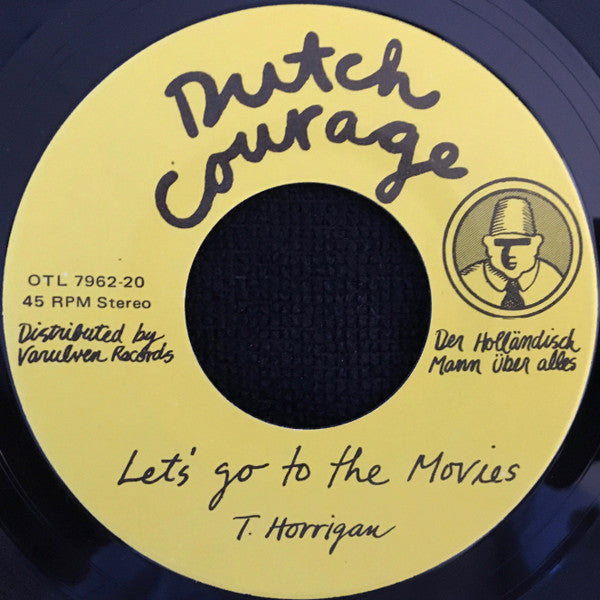 Dutch
Courage
OTL 7962-20
45 RPM Stereo
Distributed by
Varulven Records
Der Holländisch
Mann über alles
Let's go to the Movies
T. Horrigan